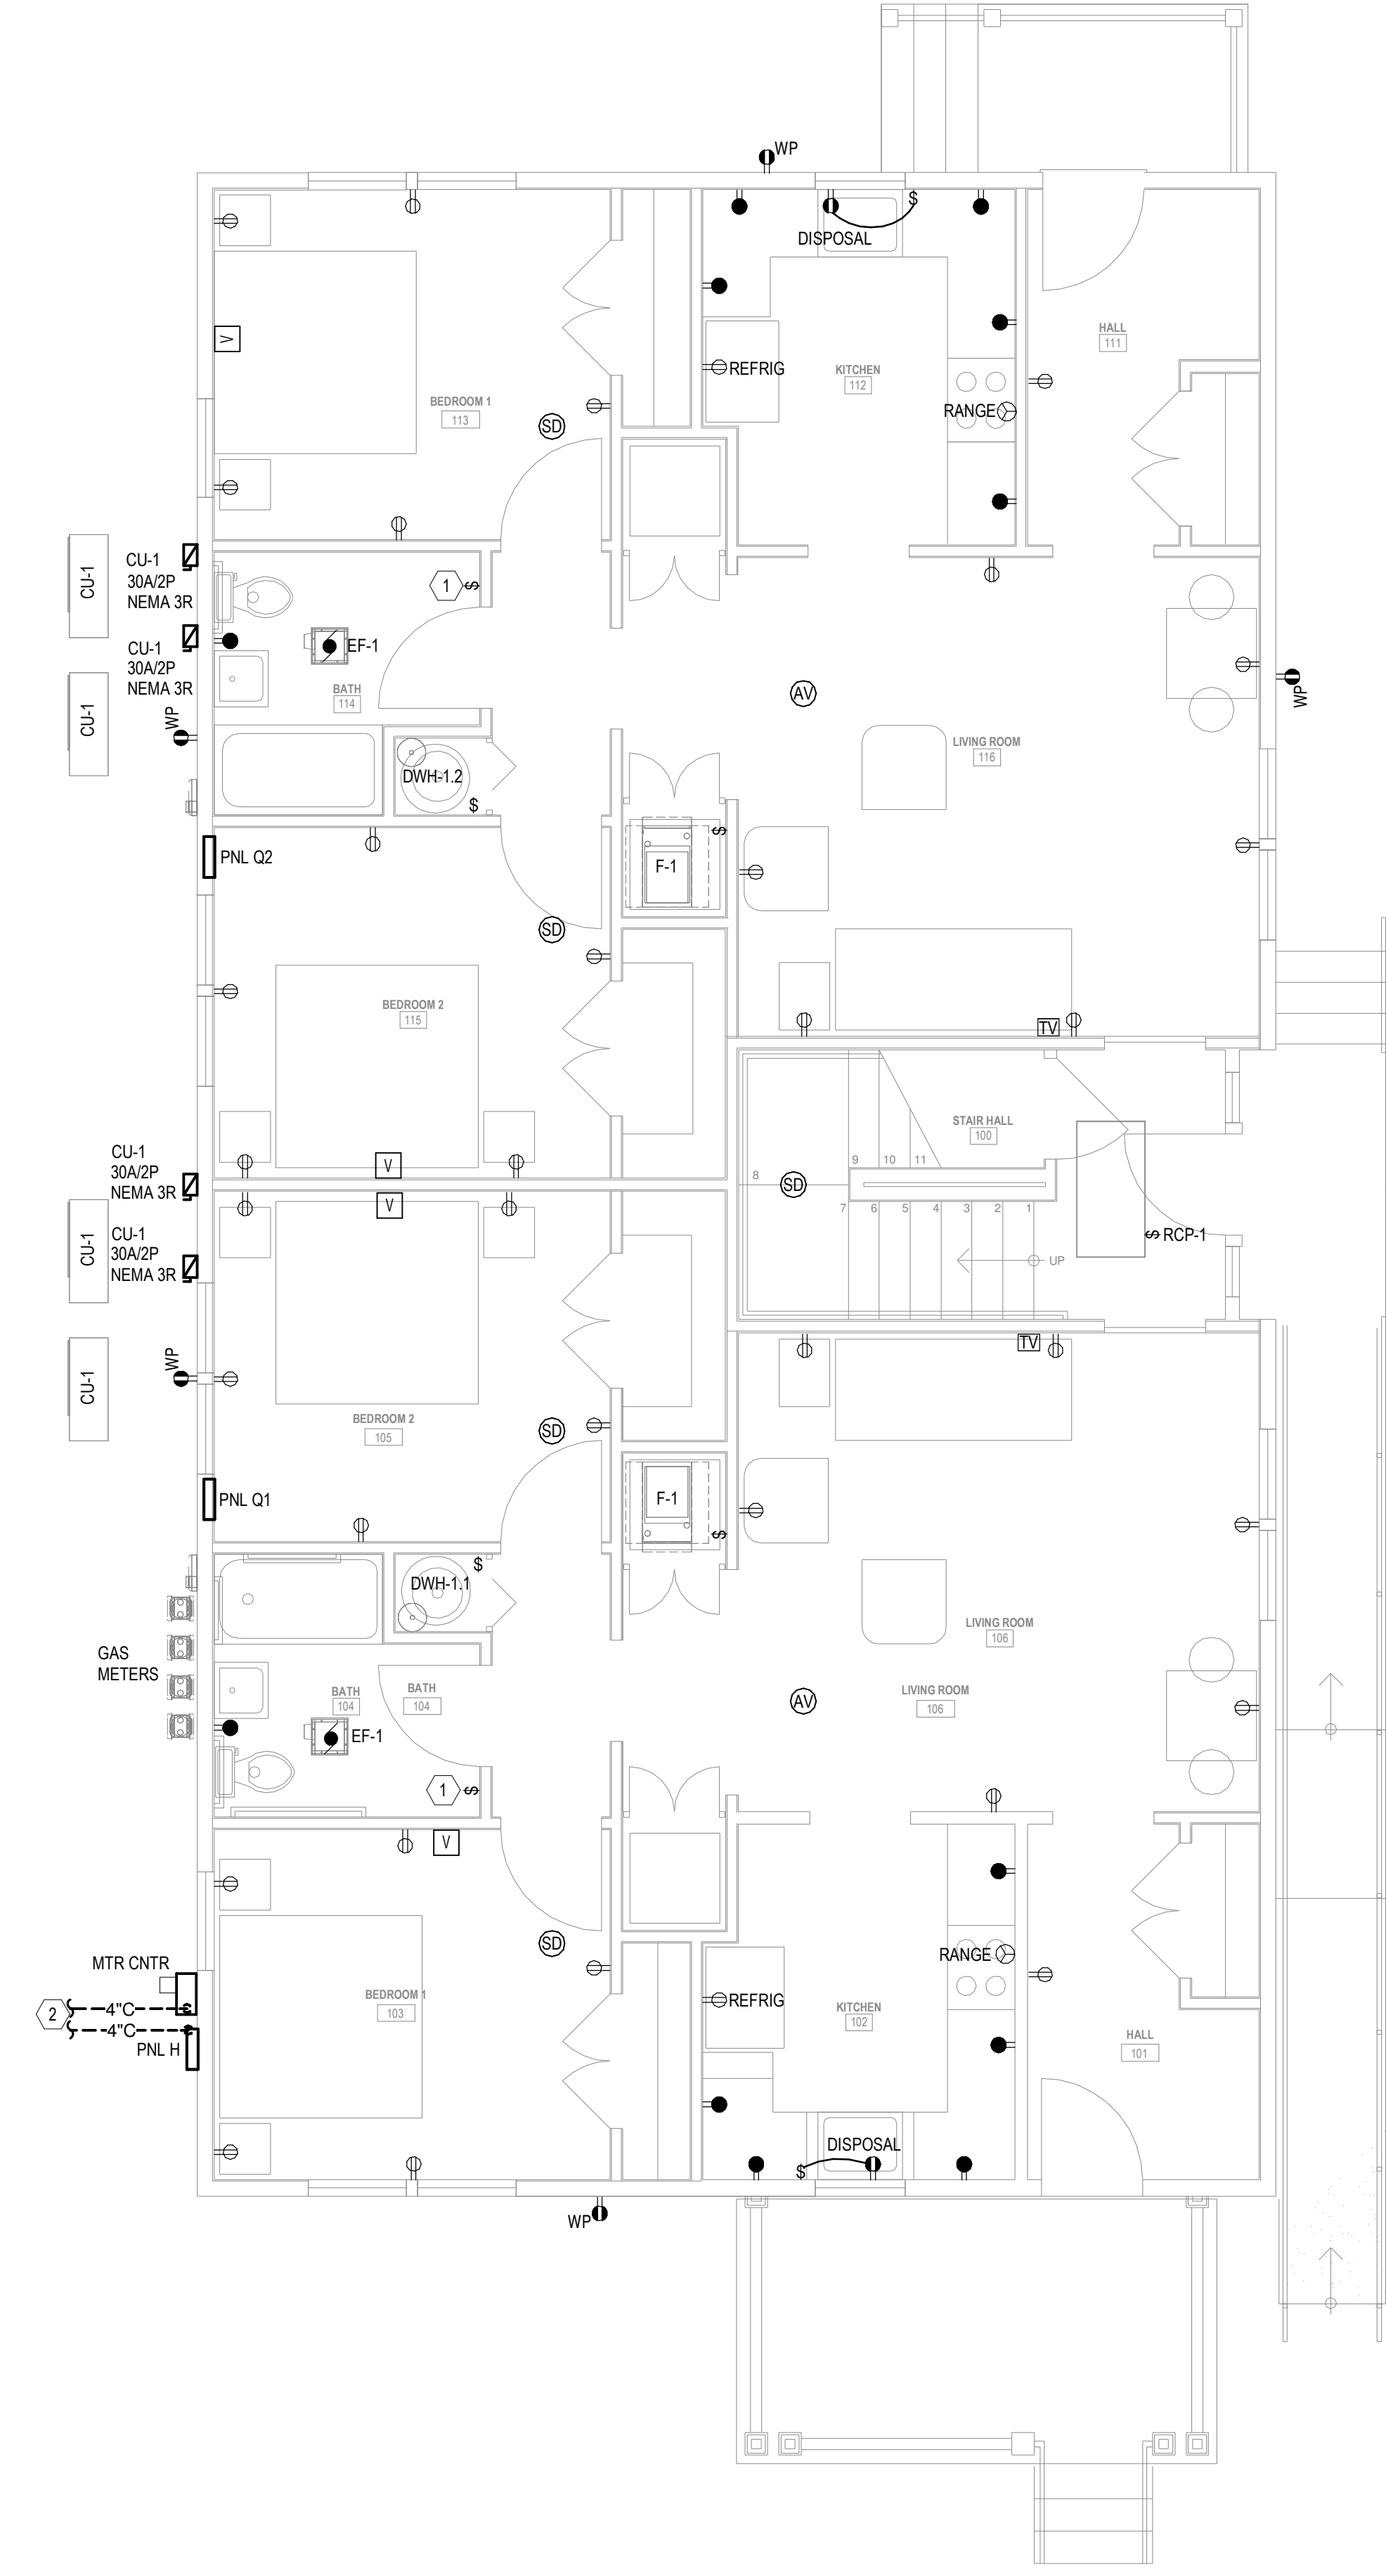 WP
$
DISPOSAL
V
HALL
111
REFRIG
KITCHEN
112
BEDROOM 1
113
RANGE
SD
CU-1
CU-1
30A/2P
NEMA 3R
1
$
EF-1
CU-1
30A/2P
NEMA 3R
CU-1
BATH
114
WP
AV
WP
LIVING ROOM
116
DWH-1.2
$
$
PNL Q2
F-1
SD
BEDROOM 2
115
TV
STAIR HALL
100
CU-1
30A/2P
NEMA 3R
V
9
10
11
8
SD
V
7
6
5
4
3
2
1
CU-1
CU-1
30A/2P
NEMA 3R
$ RCP-1
UP
TV
WP
CU-1
BEDROOM 2
105
SD
PNL Q1
F-1
$
$
DWH-1.1
LIVING ROOM
106
GAS
METERS
BATH
104
BATH
104
LIVING ROOM
106
AV
EF-1
1
$
V
SD
RANGE
MTR CNTR
BEDROOM 1
103
REFRIG
KITCHEN
102
2
4"C
4"C
PNL H
HALL
101
DISPOSAL
$
WP